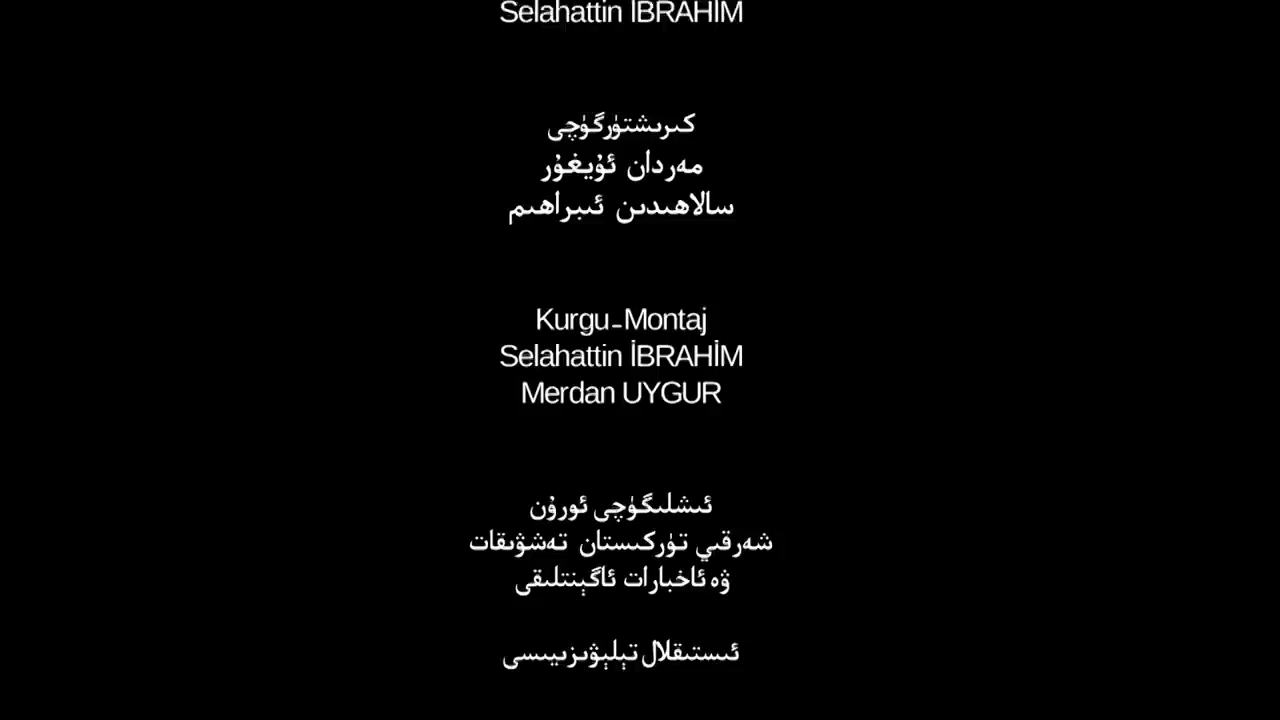 Selahattin İBRAHİM
كىرىشتۈرگۈچى
مەردان ئۇيغۇر
سالاھىدىن ئىبراھىم
Kurgu-Montaj
Selahattin İBRAHİM
Merdan UYGUR
ئىشلىگۈچى ئورۇن
شەرقىي تۈركىستان تەشۋىقات
ۋە ئاخبارات ئاگېنتلىقى
ئىستىقلال تېلېۋىزىيىسى